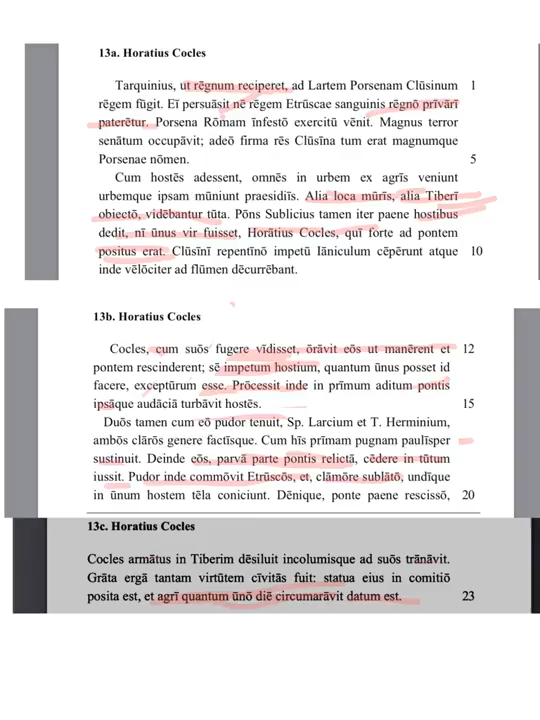 13a. Horatius Cocles
Tarquinius, ut rēgnum reciperet, ad Lartem Porsenam Clūsinum 1
rēgem fūgit. Eī persuāsit nē rēgem Etrūscae sanguinis rēgnō prīvārī
paterētur. Porsena Rōmam īnfestō exercitū vēnit. Magnus terror
senātum occupāvit; adeō firma rēs Clūsīna tum erat magnumque
Porsenae nōmen. 5
Cum hostēs adessent, omnēs in urbem ex agrīs veniunt
urbemque ipsam mūniunt praesidiīs. Alia loca mūrīs, alia Tiberī
obiectō, vidēbantur tūta. Pōns Sublicius tamen iter paene hostibus
dedit, nī ūnus vir fuisset, Horātius Cocles, quī forte ad pontem
positus erat. Clūsīnī repentīnō impetū Iāniculum cēpērunt atque 10
inde vēlōciter ad flūmen dēcurrēbant.
13b. Horatius Cocles
Cocles, cum suōs fugere vīdisset, ōrāvit eōs ut manērent et 12
pontem rescinderent; sē impetum hostium, quantum ūnus posset id
facere, exceptūrum esse. Prōcessit inde in prīmum aditum pontis
ipsāque audāciā turbāvit hostēs. 15
Duōs tamen cum eō pudor tenuit, Sp. Larcium et T. Herminium,
ambōs clārōs genere factīsque. Cum hīs prīmam pugnam paulīsper
sustinuit. Deinde eōs, parvā parte pontis relictā, cēdere in tūtum
iussit. Pudor inde commōvit Etrūscōs, et, clāmōre sublātō, undīque
in ūnum hostem tēla coniciunt. Dēnique, ponte paene rescissō, 20
13c. Horatius Cocles
Cocles armātus in Tiberim dēsiluit incolumisque ad suōs trānāvit.
Grāta ergā tantam virtūtem cīvitās fuit: statua eius in comitiō
posita est, et agrī quantum ūnō diē circumarāvit datum est. 23